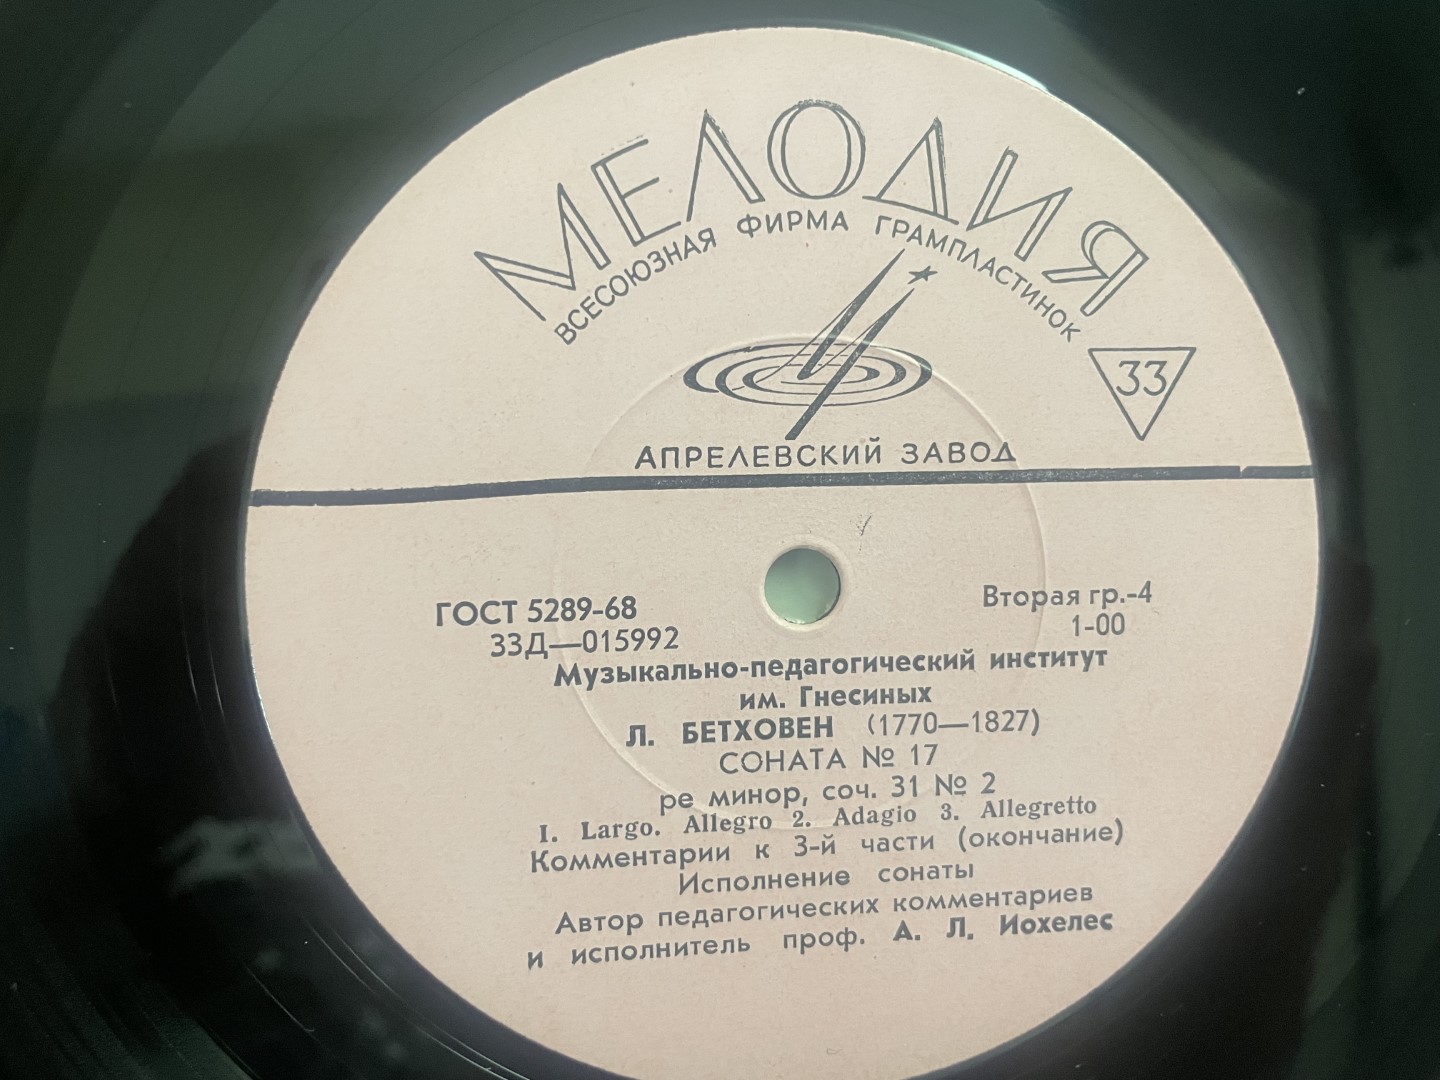 МЕЛОДИЯ
ВСЕСОЮЗНАЯ ФИРМА ГРАМПЛАСТИНОК
33
АПРЕЛЕВСКИЙ ЗАВОД
ГОСТ 5289-68
Вторая гр.-4
33Д—015992
1-00
Музыкально-педагогический институт
им. Гнесиных
Л. БЕТХОВЕН (1770—1827)
СОНАТА № 17
ре минор, соч. 31 № 2
1. Largo. Allegro 2. Adagio 3. Allegretto
Комментарии к 3-й части (окончание)
Исполнение сонаты
Автор педагогических комментариев
и исполнитель проф. А. Л. Иохелес